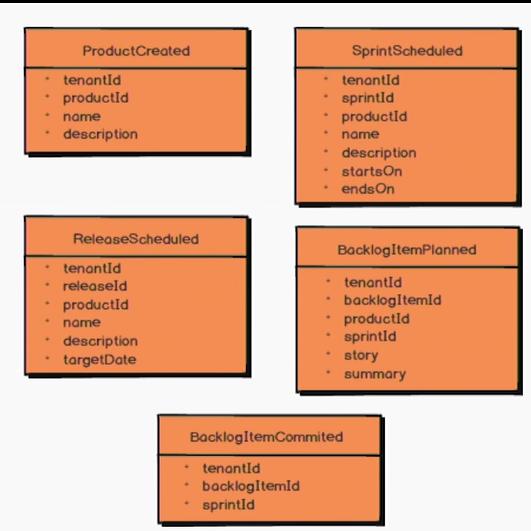 ProductCreated
tenantId
productId
name
description
SprintScheduled
tenantId
sprintId
productId
name
description
startsOn
endsOn
ReleaseScheduled
tenantId
releaseId
productId
name
description
targetDate
BacklogItemPlanned
tenantId
backlogItemId
productId
sprintId
story
summary
BacklogItemCommited
tenantId
backlogItemId
sprintId